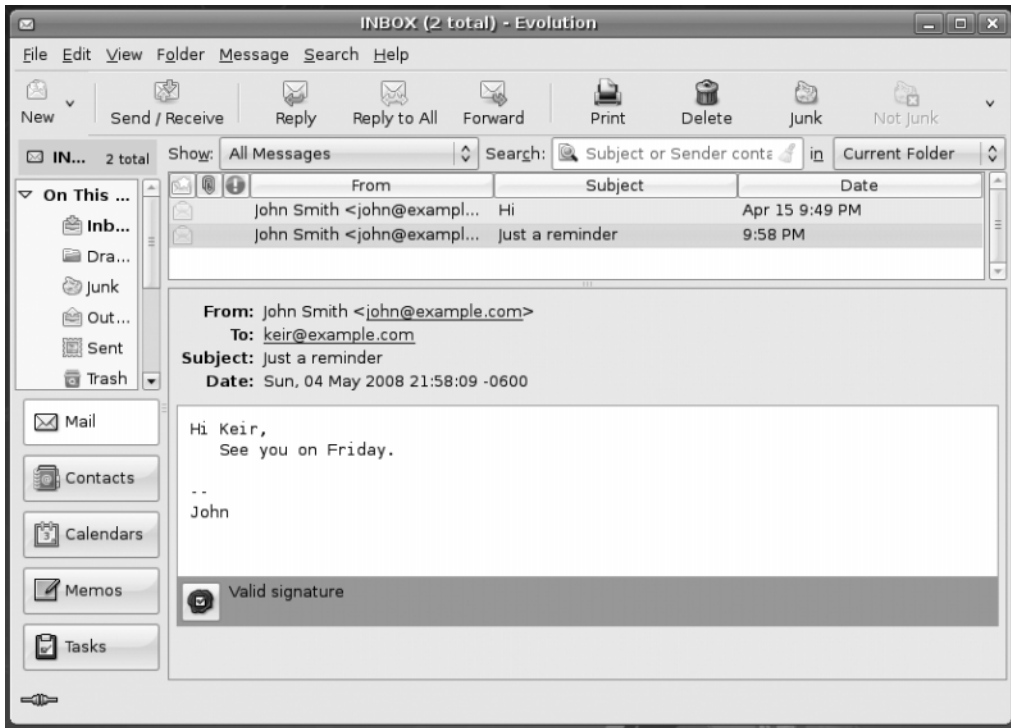 INBOX (2 total) - Evolution
File Edit View Folder Message Search Help
New Send / Receive Reply Reply to All Forward Print Delete Junk Not Junk
IN... 2 total Show: All Messages Search: Subject or Sender conta in Current Folder
On This ...
From Subject Date
John Smith <john@exampl... Hi Apr 15 9:49 PM
John Smith <john@exampl... Just a reminder 9:58 PM
Inb...
Dra...
Junk
Out...
Sent
Trash
From: John Smith <john@example.com>
To: keir@example.com
Subject: Just a reminder
Date: Sun, 04 May 2008 21:58:09 -0600
Mail
Contacts
Calendars
Memos
Tasks
Hi Keir,
See you on Friday.
--
John
Valid signature